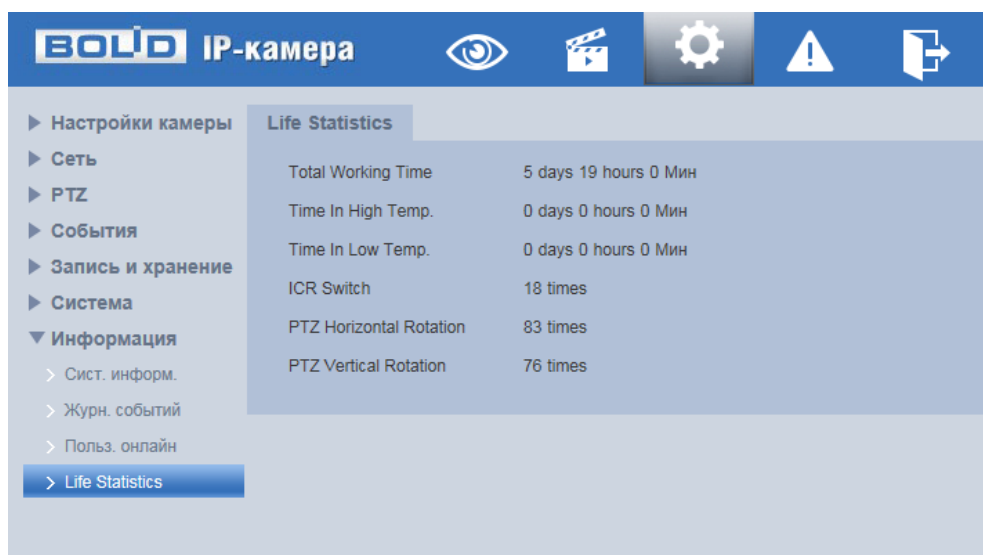 BOLID IP-камера
Настройки камеры
Сеть
PTZ
События
Запись и хранение
Система
Информация
Сист. информ.
Журн. событий
Польз. онлайн
Life Statistics
Life Statistics
Total Working Time 5 days 19 hours 0 Мин
Time In High Temp. 0 days 0 hours 0 Мин
Time In Low Temp. 0 days 0 hours 0 Мин
ICR Switch 18 times
PTZ Horizontal Rotation 83 times
PTZ Vertical Rotation 76 times